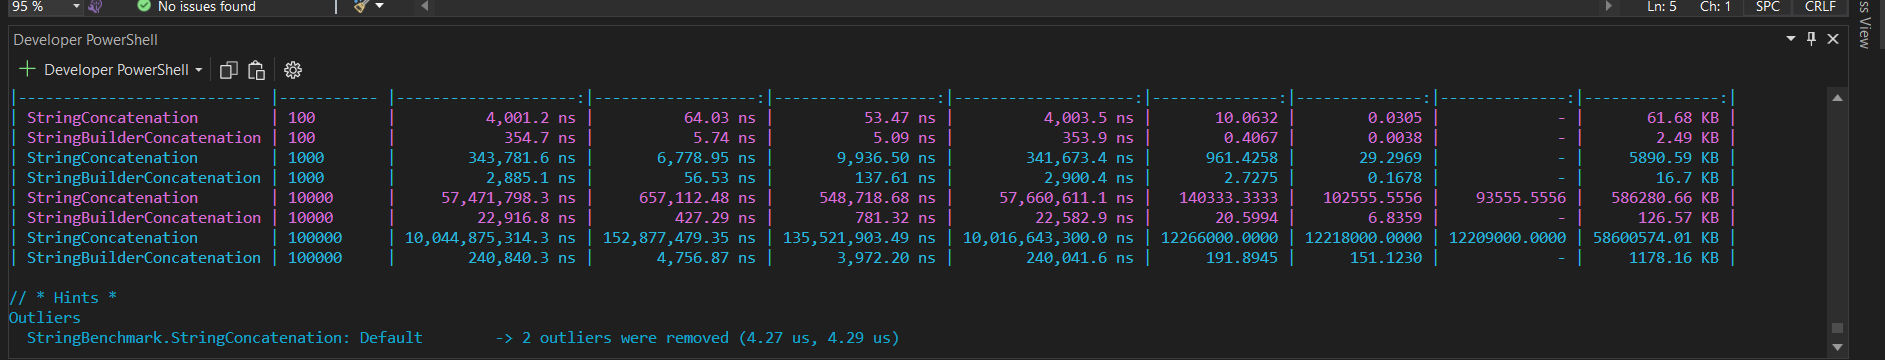 95 % No issues found Ln: 5 Ch: 1 SPC CRLF
ss View
Developer PowerShell
Developer PowerShell
|-------------------------- |----------- |-------------------:|-----------------:|-----------------:|-------------------:|--------------:|--------------:|--------------:|---------------:|
| StringConcatenation | 100 | 4,001.2 ns | 64.03 ns | 53.47 ns | 4,003.5 ns | 10.0632 | 0.0305 | - | 61.68 KB |
| StringBuilderConcatenation | 100 | 354.7 ns | 5.74 ns | 5.09 ns | 353.9 ns | 0.4067 | 0.0038 | - | 2.49 KB |
| StringConcatenation | 1000 | 343,781.6 ns | 6,778.95 ns | 9,936.50 ns | 341,673.4 ns | 961.4258 | 29.2969 | - | 5890.59 KB |
| StringBuilderConcatenation | 1000 | 2,885.1 ns | 56.53 ns | 137.61 ns | 2,900.4 ns | 2.7275 | 0.1678 | - | 16.7 KB |
| StringConcatenation | 10000 | 57,471,798.3 ns | 657,112.48 ns | 548,718.68 ns | 57,660,611.1 ns | 140333.3333 | 102555.5556 | 93555.5556 | 586280.66 KB |
| StringBuilderConcatenation | 10000 | 22,916.8 ns | 427.29 ns | 781.32 ns | 22,582.9 ns | 20.5994 | 6.8359 | - | 126.57 KB |
| StringConcatenation | 100000 | 10,044,875,314.3 ns | 152,877,479.35 ns | 135,521,903.49 ns | 10,016,643,300.0 ns | 12266000.0000 | 12218000.0000 | 12209000.0000 | 58600574.01 KB |
| StringBuilderConcatenation | 100000 | 240,840.3 ns | 4,756.87 ns | 3,972.20 ns | 240,041.6 ns | 191.8945 | 151.1230 | - | 1178.16 KB |
// * Hints *
Outliers
StringBenchmark.StringConcatenation: Default -> 2 outliers were removed (4.27 us, 4.29 us)